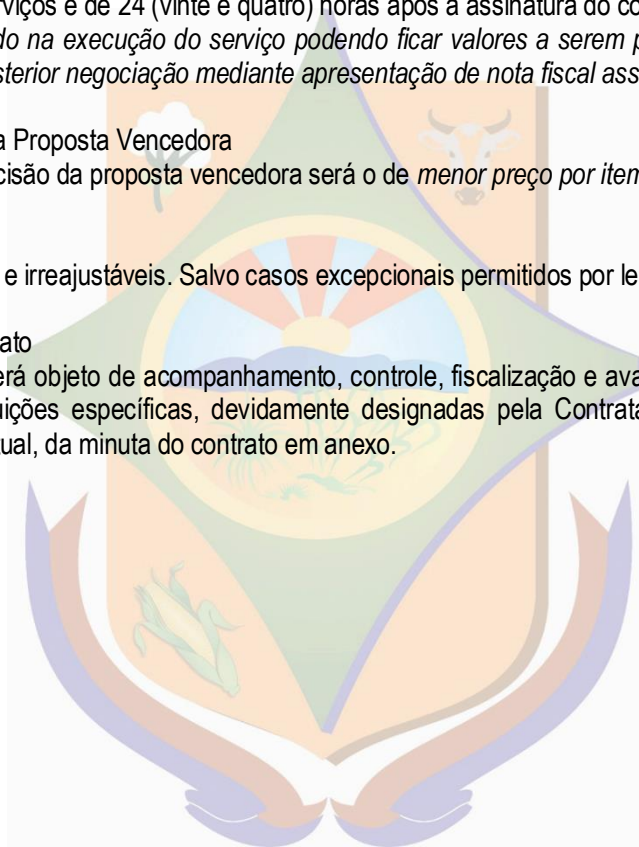 rviços é de 24 (vinte e quatro) horas após a assinatura do co
do na execução do serviço podendo ficar valores a serem p
sterior negociação mediante apresentação de nota fiscal ass
a Proposta Vencedora
cisão da proposta vencedora será o de menor preço por item
e irreajustáveis. Salvo casos excepcionais permitidos por le
ato
erá objeto de acompanhamento, controle, fiscalização e ava
uições específicas, devidamente designadas pela Contrata
tual, da minuta do contrato em anexo.